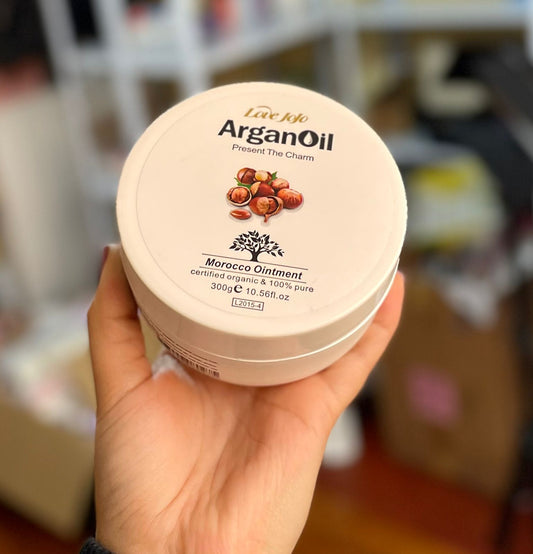 Love JoJo
ArganOil
Present The Charm
Morocco Ointment
certified organic & 100% pure
300g℮ 10.56fl.oz
L2015-4